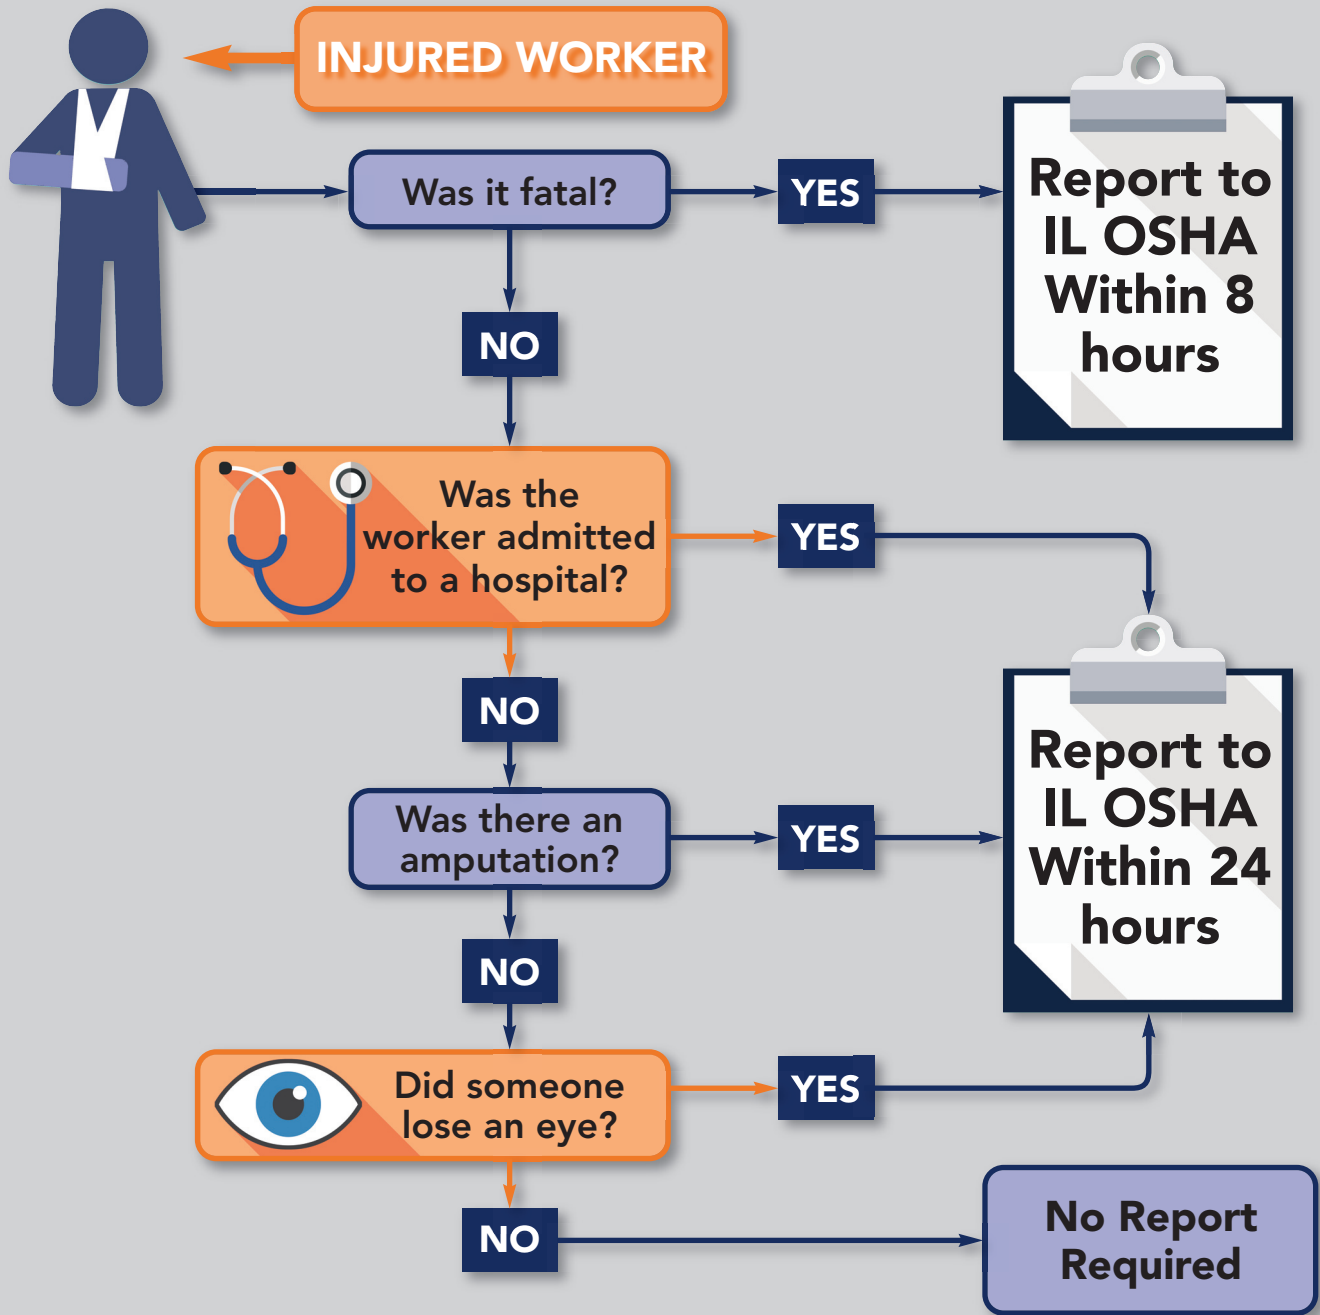 INJURED WORKER
Was it fatal?
YES
Report to
IL OSHA
Within 8
hours
NO
Was the
worker admitted
to a hospital?
YES
NO
Was there an
amputation?
YES
Report to
IL OSHA
Within 24
hours
NO
Did someone
lose an eye?
YES
NO
No Report
Required